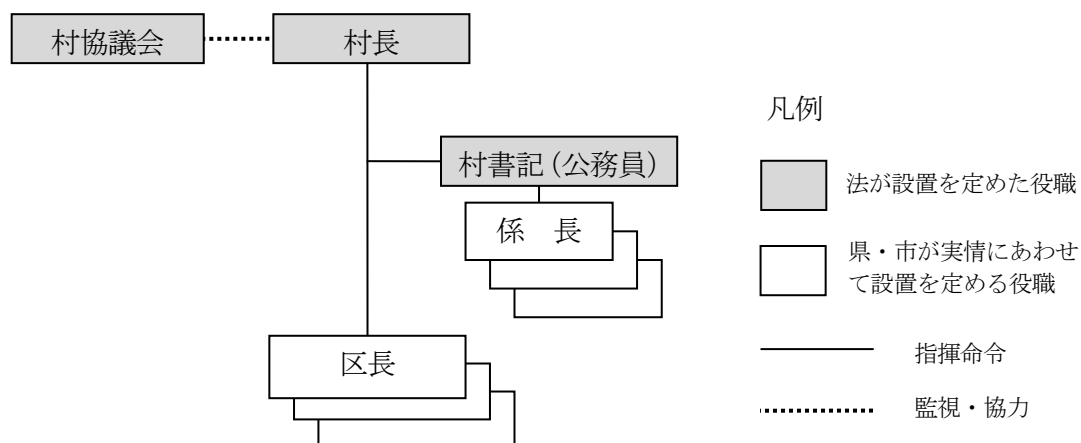 村協議会
村長
村書記(公務員)
係　長
区長
凡例
法が設置を定めた役職
県・市が実情にあわせ
て設置を定める役職
指揮命令
監視・協力